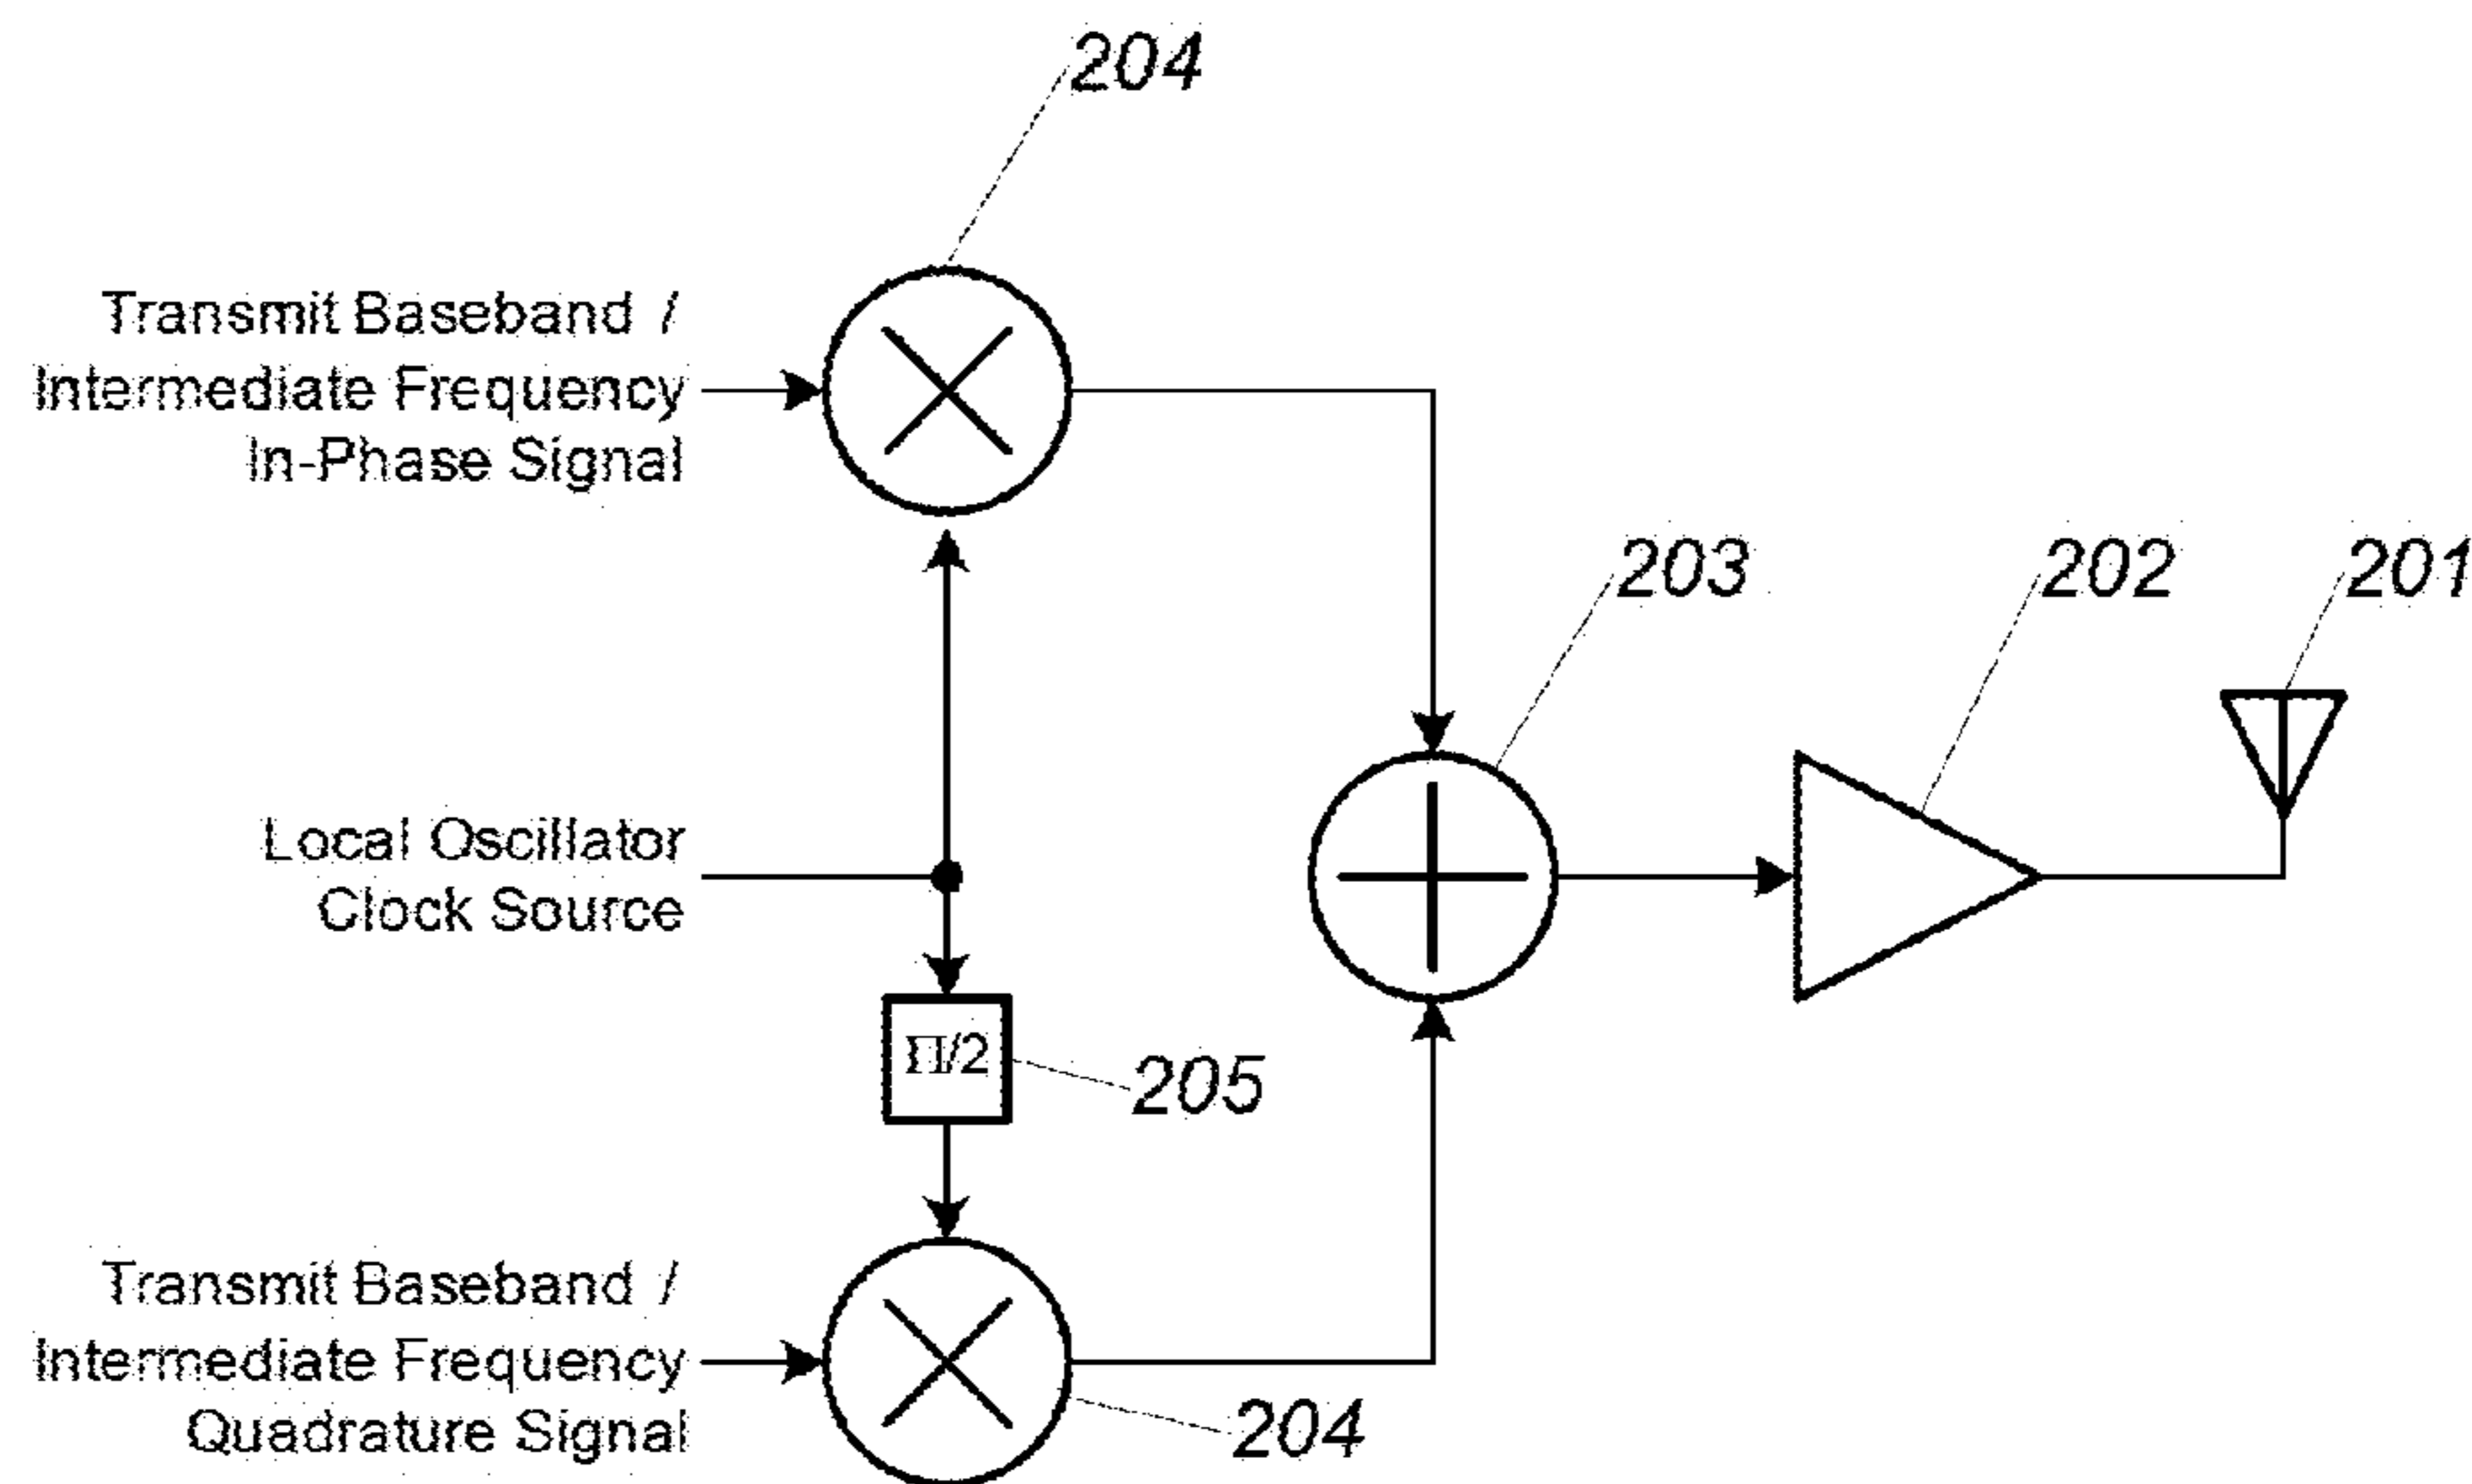 204
Transmit Baseband /
Intermediate Frequency
In-Phase Signal
203
202
201
Local Oscillator
Clock Source
Π/2
205
Transmit Baseband /
Intermediate Frequency
Quadrature Signal
204